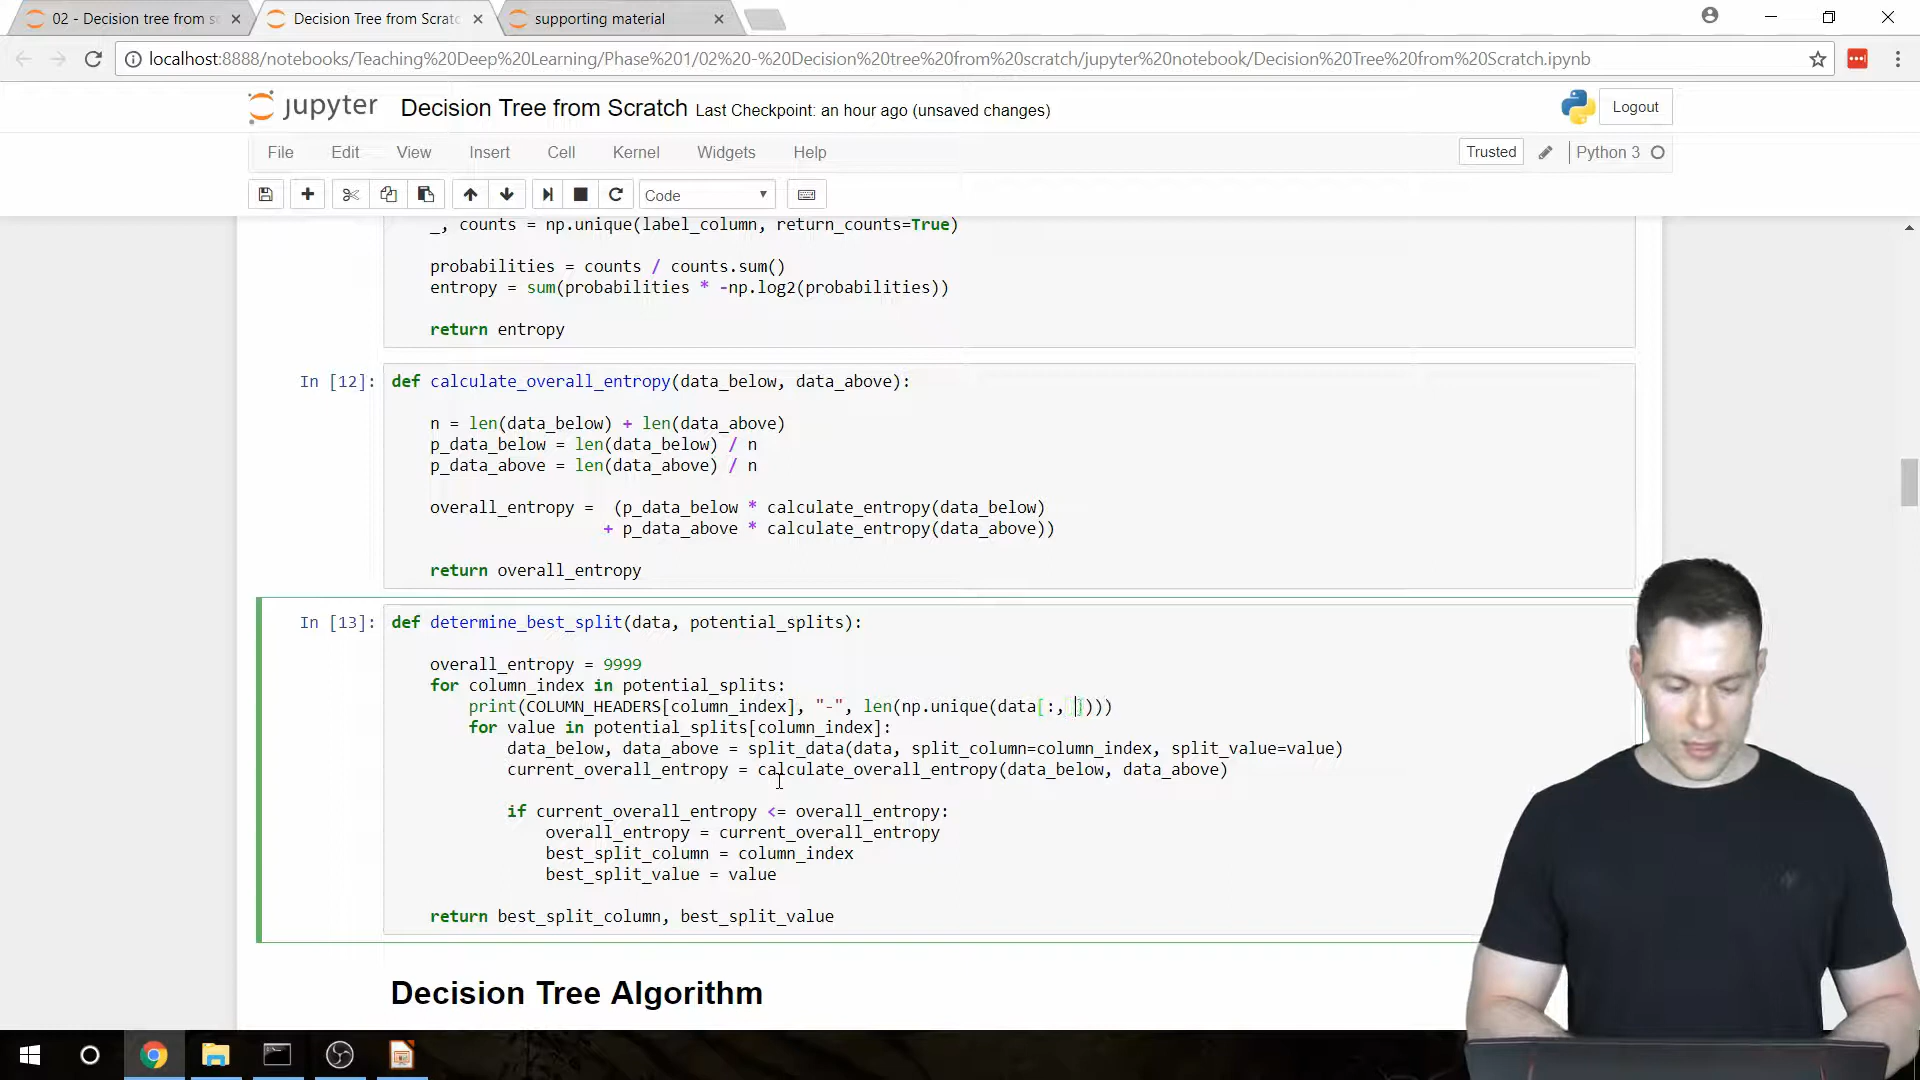 02 - Decision tree from s
Decision Tree from Scratc
supporting material
localhost:8888/notebooks/Teaching%20Deep%20Learning/Phase%201/02%20-%20Decision%20tree%20from%20scratch/jupyter%20notebook/Decision%20Tree%20from%20Scratch.ipynb
jupyter Decision Tree from Scratch Last Checkpoint: an hour ago (unsaved changes)
Logout
File Edit View Insert Cell Kernel Widgets Help
Trusted Python 3
Code
_, counts = np.unique(label_column, return_counts=True)
probabilities = counts / counts.sum()
entropy = sum(probabilities * -np.log2(probabilities))
return entropy
In [12]: def calculate_overall_entropy(data_below, data_above):
n = len(data_below) + len(data_above)
p_data_below = len(data_below) / n
p_data_above = len(data_above) / n
overall_entropy = (p_data_below * calculate_entropy(data_below)
+ p_data_above * calculate_entropy(data_above))
return overall_entropy
In [13]: def determine_best_split(data, potential_splits):
overall_entropy = 9999
for column_index in potential_splits:
print(COLUMN_HEADERS[column_index], "-", len(np.unique(data[:, ])))
for value in potential_splits[column_index]:
data_below, data_above = split_data(data, split_column=column_index, split_value=value)
current_overall_entropy = calculate_overall_entropy(data_below, data_above)
if current_overall_entropy <= overall_entropy:
overall_entropy = current_overall_entropy
best_split_column = column_index
best_split_value = value
return best_split_column, best_split_value
Decision Tree Algorithm